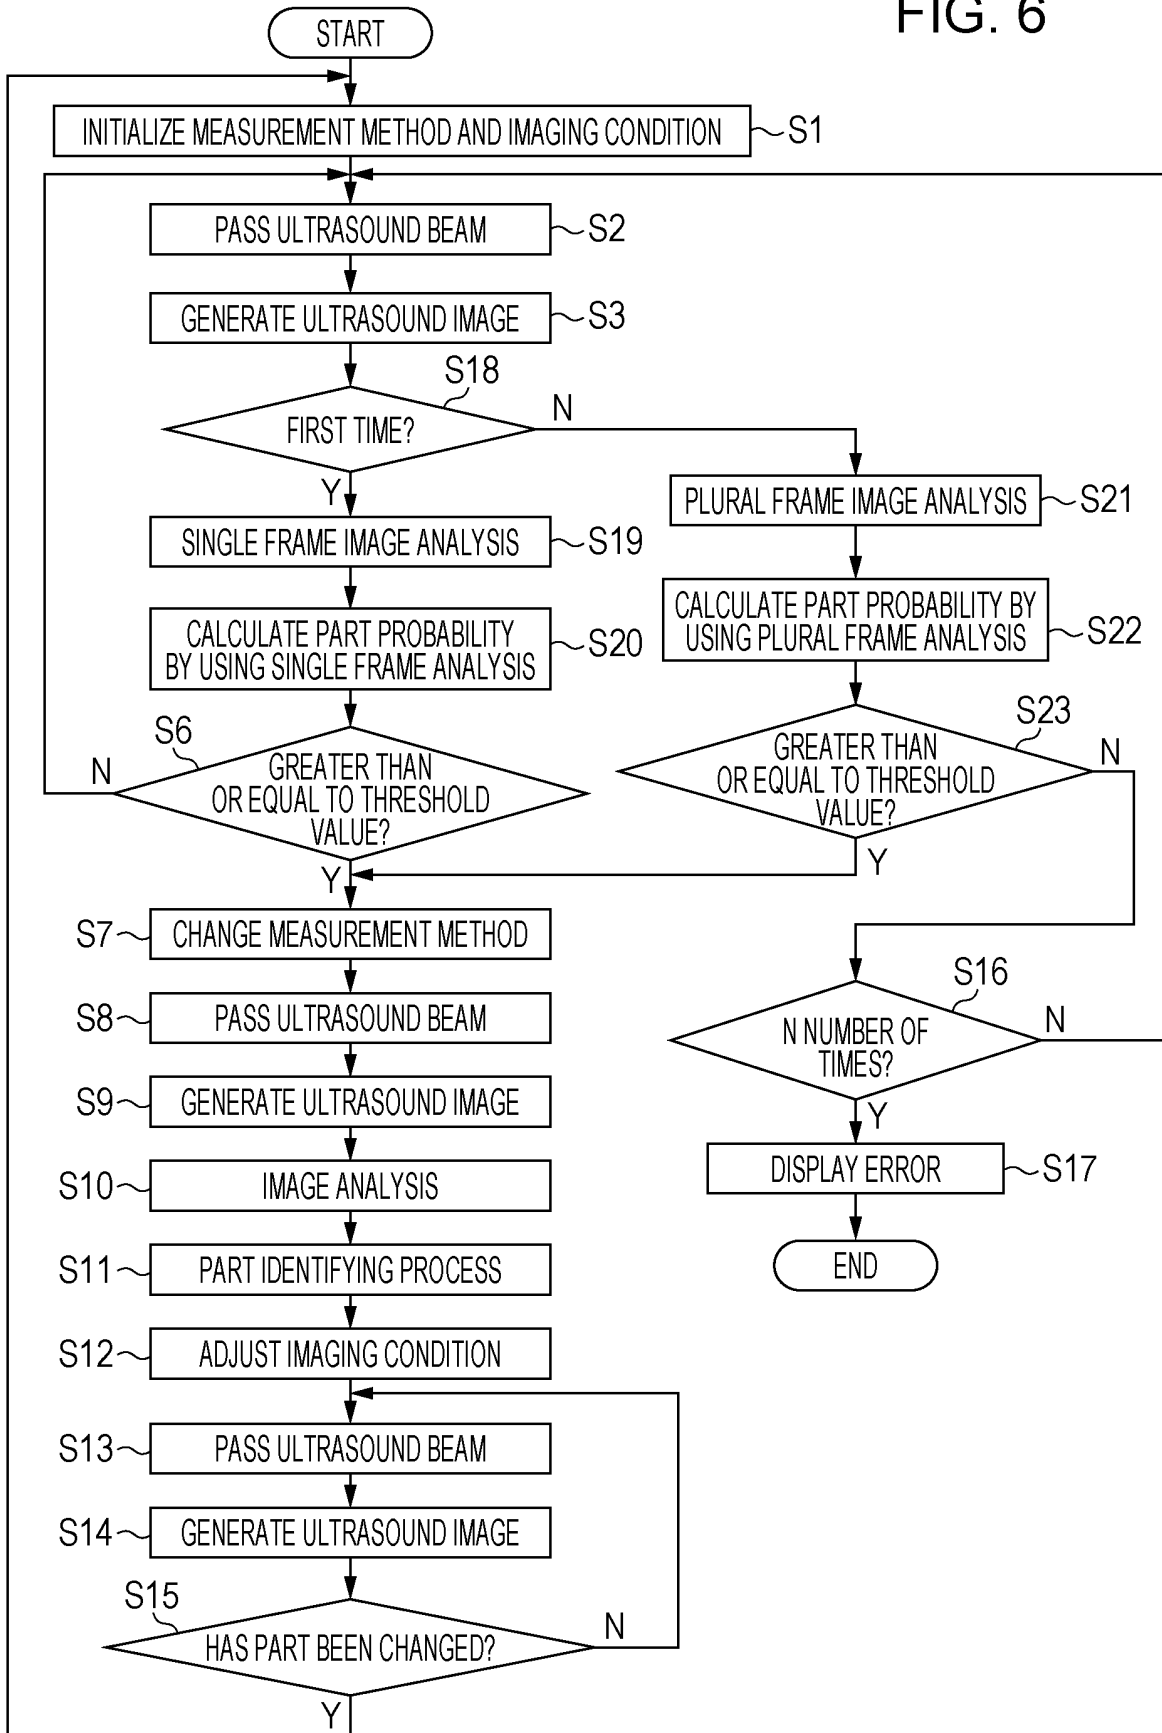 FIG. 6
START
INITIALIZE MEASUREMENT METHOD AND IMAGING CONDITION
S1
PASS ULTRASOUND BEAM
S2
GENERATE ULTRASOUND IMAGE
S3
S18
FIRST TIME?
N
Y
SINGLE FRAME IMAGE ANALYSIS
S19
CALCULATE PART PROBABILITY
BY USING SINGLE FRAME ANALYSIS
S20
S6
GREATER THAN
OR EQUAL TO THRESHOLD
VALUE?
N
Y
PLURAL FRAME IMAGE ANALYSIS
S21
CALCULATE PART PROBABILITY BY
USING PLURAL FRAME ANALYSIS
S22
S23
GREATER THAN
OR EQUAL TO THRESHOLD
VALUE?
N
Y
S7
CHANGE MEASUREMENT METHOD
S8
PASS ULTRASOUND BEAM
S9
GENERATE ULTRASOUND IMAGE
S10
IMAGE ANALYSIS
S11
PART IDENTIFYING PROCESS
S12
ADJUST IMAGING CONDITION
S13
PASS ULTRASOUND BEAM
S14
GENERATE ULTRASOUND IMAGE
S15
HAS PART BEEN CHANGED?
N
Y
S16
N NUMBER OF
TIMES?
N
Y
DISPLAY ERROR
S17
END